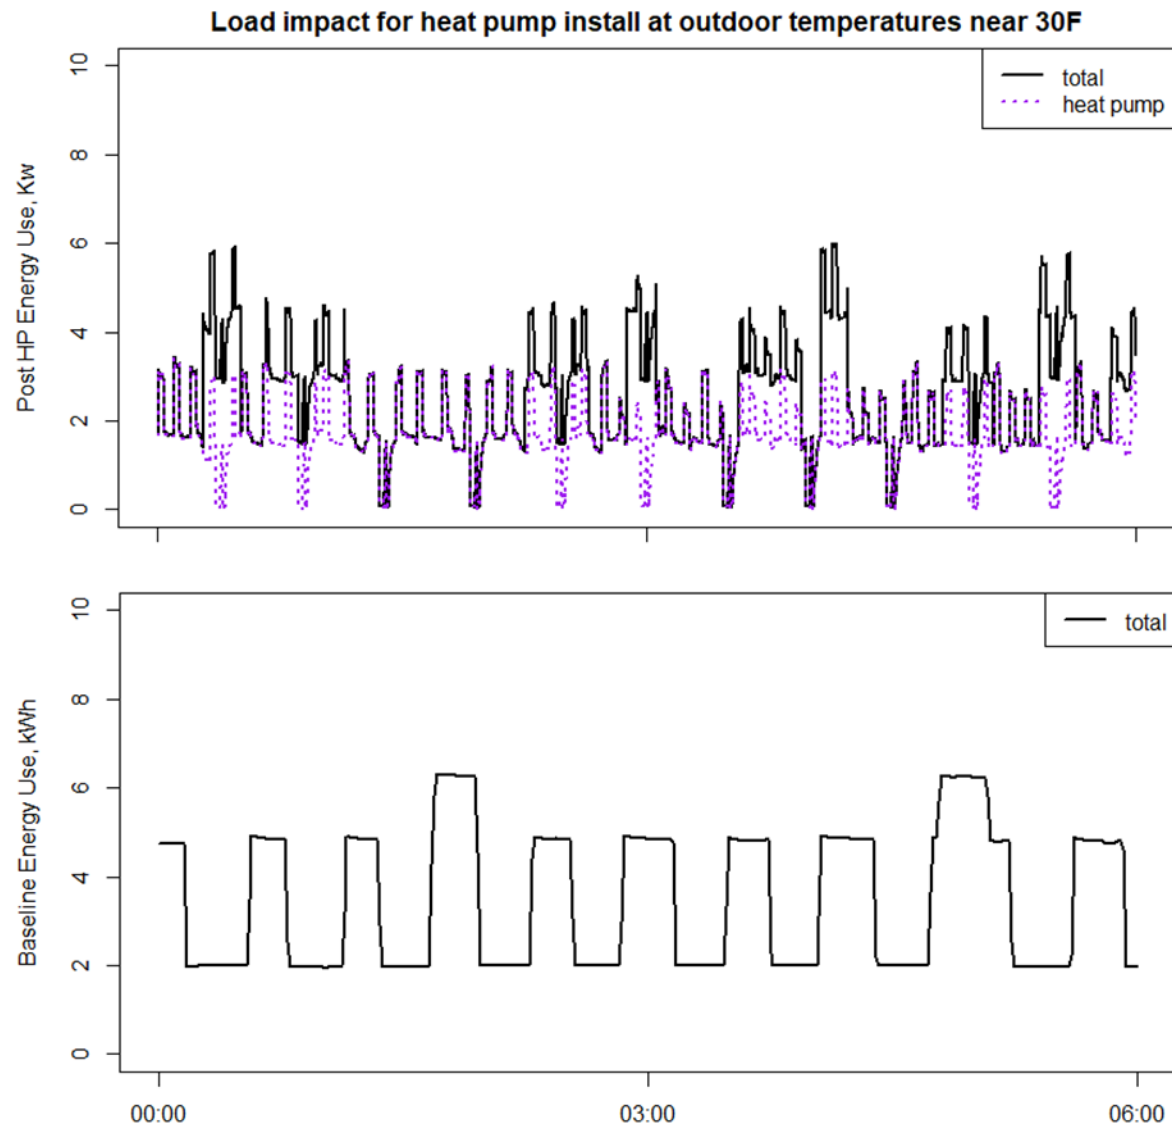 Load impact for heat pump install at outdoor temperatures near 30F
Post HP Energy Use, Kw
10
8
6
4
2
0
total
heat pump
Baseline Energy Use, kWh
10
8
6
4
2
0
total
00:00
03:00
06:00